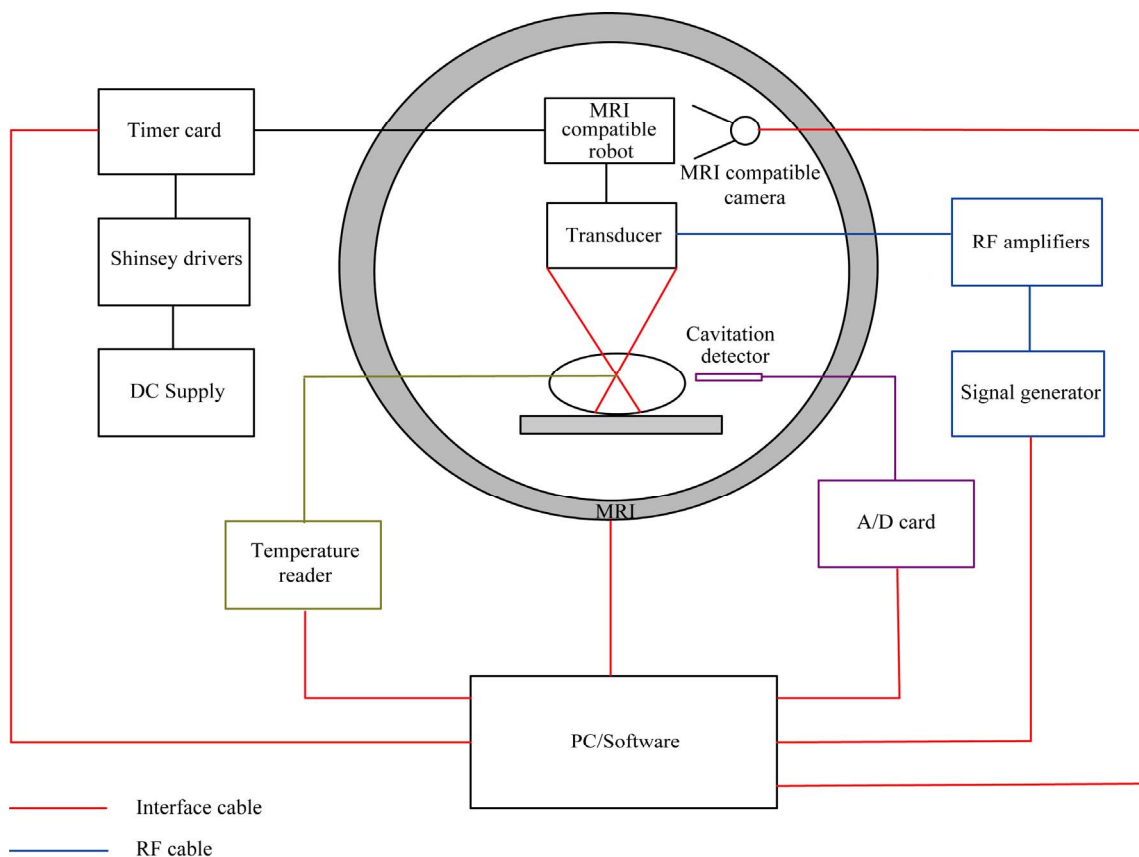 Timer card
MRI
compatible
robot
MRI compatible
camera
Shinsey drivers
Transducer
RF amplifiers
DC Supply
Cavitation
detector
Signal generator
MRI
A/D card
Temperature
reader
PC/Software
Interface cable
RF cable